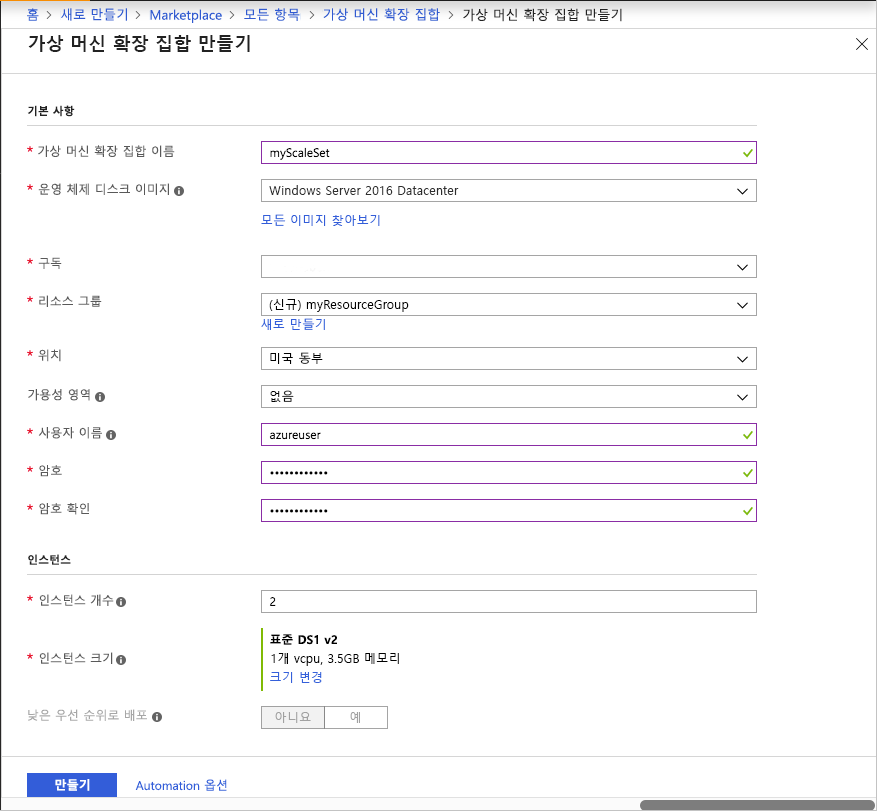 홈 > 새로 만들기 > Marketplace > 모든 항목 > 가상 머신 확장 집합 > 가상 머신 확장 집합 만들기
가상 머신 확장 집합 만들기
기본 사항
* 가상 머신 확장 집합 이름
myScaleSet
* 운영 체제 디스크 이미지
Windows Server 2016 Datacenter
모든 이미지 찾아보기
* 구독
* 리소스 그룹
(신규) myResourceGroup
새로 만들기
* 위치
미국 동부
가용성 영역
없음
* 사용자 이름
azureuser
* 암호
••••••••••••
* 암호 확인
••••••••••••
인스턴스
* 인스턴스 개수
2
* 인스턴스 크기
표준 DS1 v2
1개 vcpu, 3.5GB 메모리
크기 변경
낮은 우선 순위로 배포
아니요 예
만들기 Automation 옵션